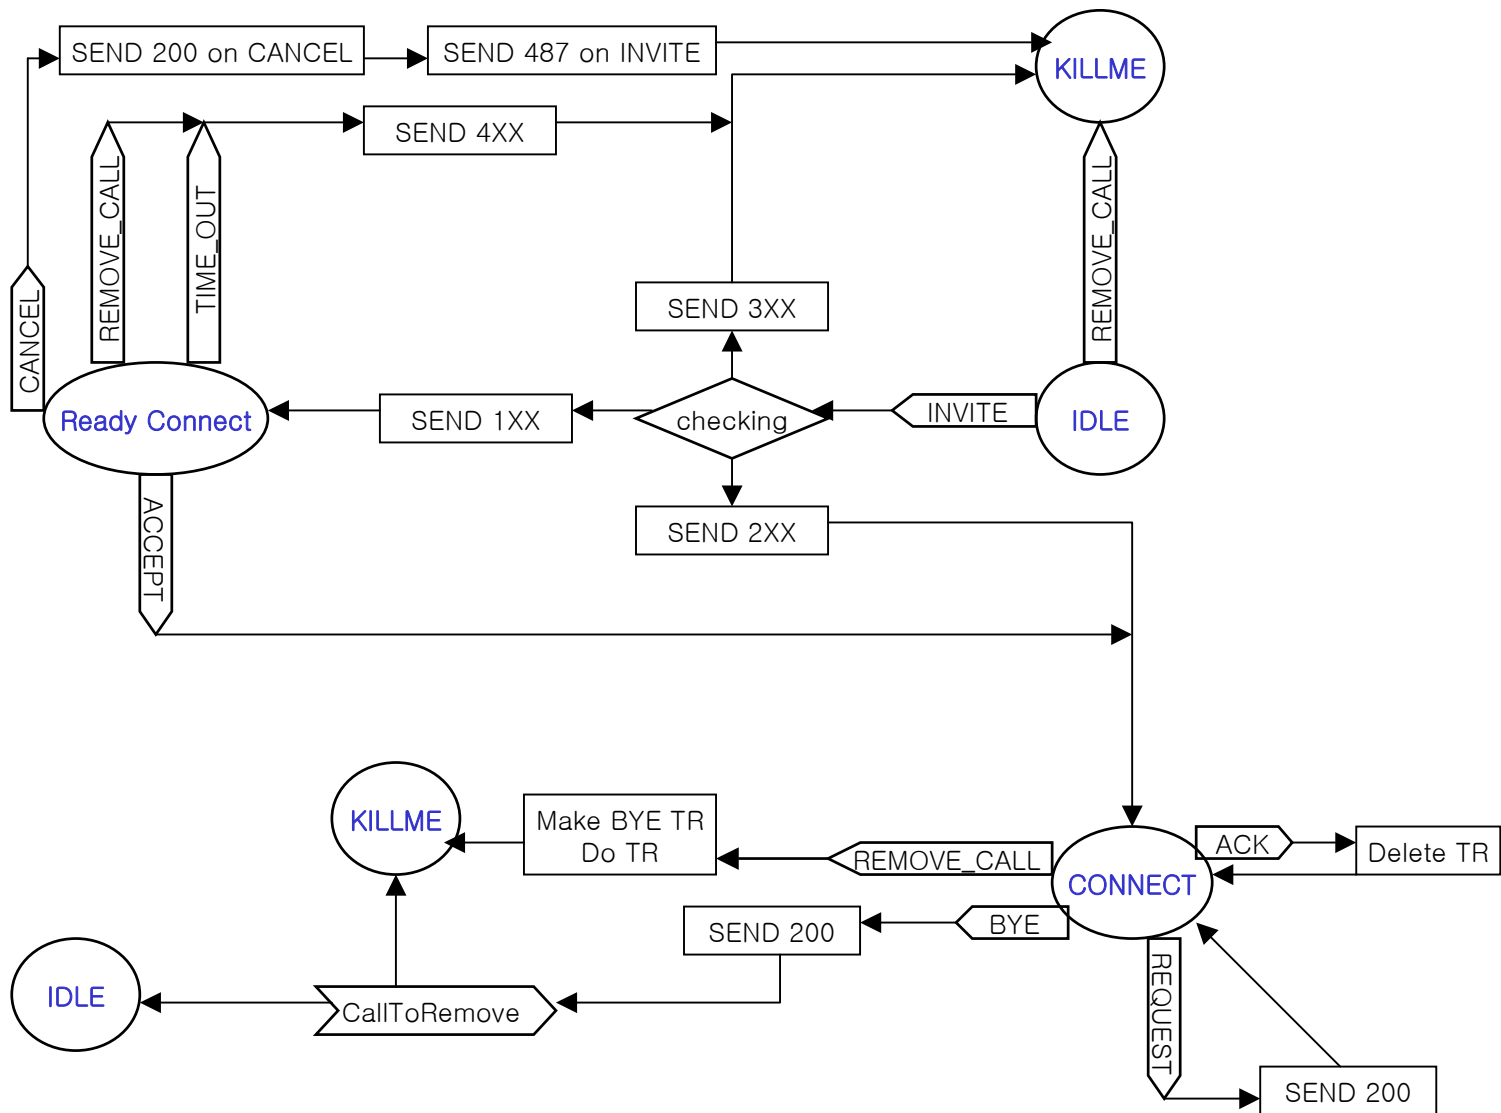 SEND 200 on CANCEL
SEND 487 on INVITE
KILLME
SEND 4XX
REMOVE_CALL
TIME_OUT
REMOVE_CALL
CANCEL
SEND 3XX
Ready Connect
SEND 1XX
checking
INVITE
IDLE
ACCEPT
SEND 2XX
KILLME
Make BYE TR
Do TR
REMOVE_CALL
ACK
Delete TR
CONNECT
SEND 200
BYE
IDLE
CallToRemove
REQUEST
SEND 200